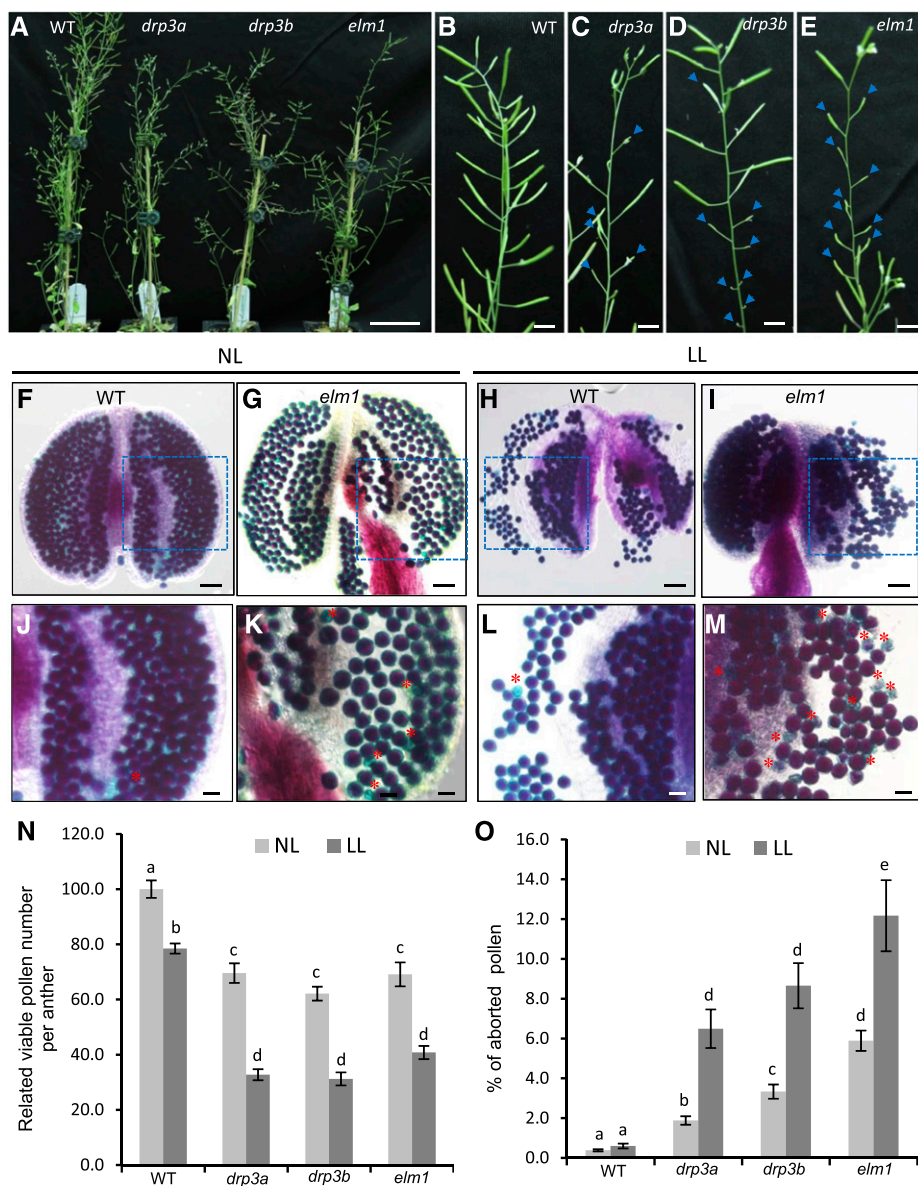 A
WT
drp3a
drp3b
elm1
B
WT
C
drp3a
D
drp3b
E
elm1
NL
LL
F
WT
G
elm1
H
WT
I
elm1
J
*
K
* * * * *
L
*
M
* * * * * * * * * *
N
120.0
100.0
80.0
60.0
40.0
20.0
0.0
Related viable pollen number
per anther
NL
LL
a
b
c
d
c
d
c
d
WT
drp3a
drp3b
elm1
O
16.0
14.0
12.0
10.0
8.0
6.0
4.0
2.0
0.0
% of aborted pollen
NL
LL
a
a
b
d
c
d
d
e
WT
drp3a
drp3b
elm1